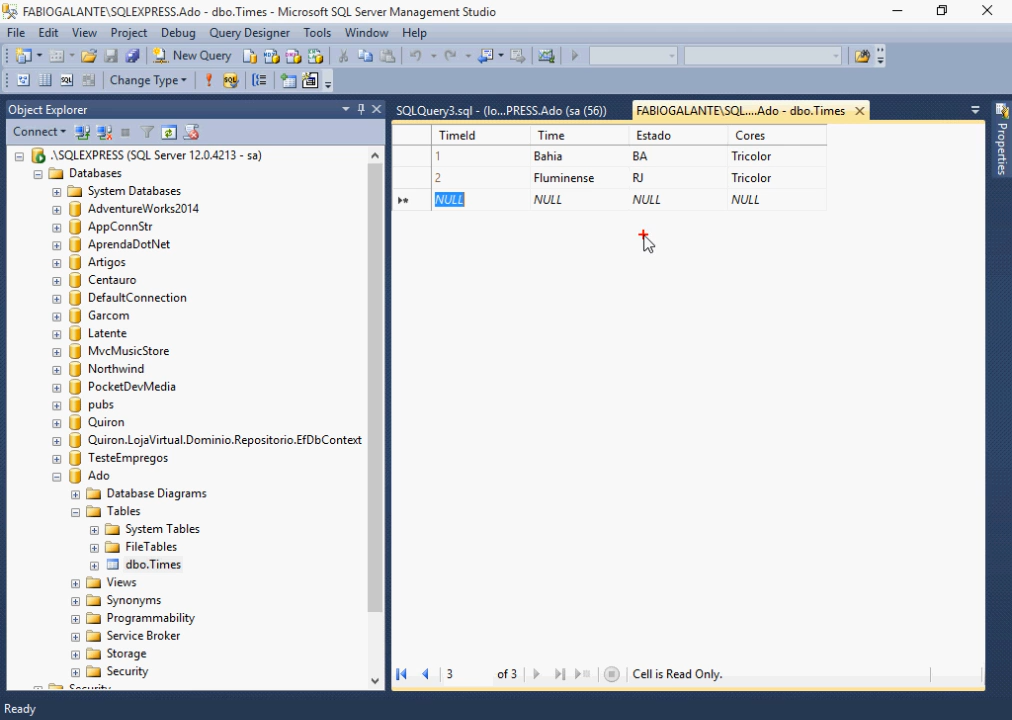 FABIOGALANTE\SQLEXPRESS.Ado - dbo.Times - Microsoft SQL Server Management Studio
File Edit View Project Debug Query Designer Tools Window Help
New Query
Change Type
Object Explorer
SQLQuery3.sql - (lo...PRESS.Ado (sa (56))
FABIOGALANTE\SQL....Ado - dbo.Times
Properties
Connect
TimeId Time Estado Cores
1 Bahia BA Tricolor
2 Fluminense RJ Tricolor
NULL NULL NULL NULL
.\SQLEXPRESS (SQL Server 12.0.4213 - sa)
Databases
System Databases
AdventureWorks2014
AppConnStr
AprendaDotNet
Artigos
Centauro
DefaultConnection
Garcom
Latente
MvcMusicStore
Northwind
PocketDevMedia
pubs
Quiron
Quiron.LojaVirtual.Dominio.Repositorio.EfDbContext
TesteEmpregos
Ado
Database Diagrams
Tables
System Tables
FileTables
dbo.Times
Views
Synonyms
Programmability
Service Broker
Storage
Security
Security
3 of 3 Cell is Read Only.
Ready